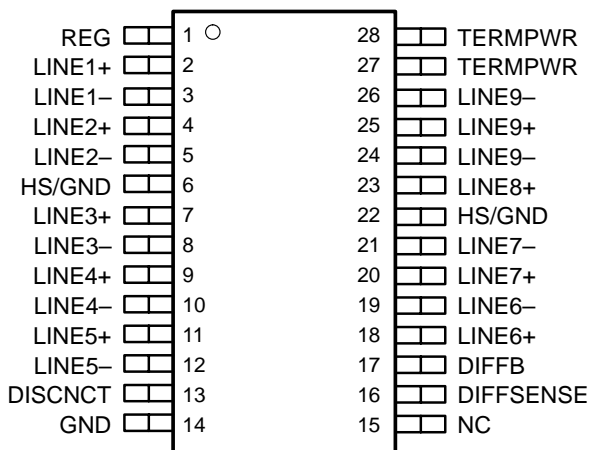 REG 1 28 TERMPWR
LINE1+ 2 27 TERMPWR
LINE1– 3 26 LINE9–
LINE2+ 4 25 LINE9+
LINE2– 5 24 LINE9–
HS/GND 6 23 LINE8+
LINE3+ 7 22 HS/GND
LINE3– 8 21 LINE7–
LINE4+ 9 20 LINE7+
LINE4– 10 19 LINE6–
LINE5+ 11 18 LINE6+
LINE5– 12 17 DIFFB
DISCNCT 13 16 DIFFSENSE
GND 14 15 NC